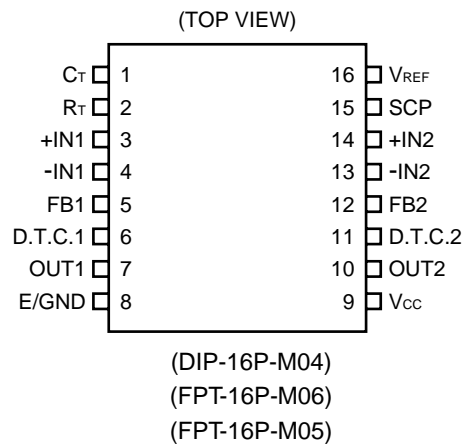 (TOP VIEW)
CT 1 16 VREF
RT 2 15 SCP
+IN1 3 14 +IN2
-IN1 4 13 -IN2
FB1 5 12 FB2
D.T.C.1 6 11 D.T.C.2
OUT1 7 10 OUT2
E/GND 8 9 VCC
(DIP-16P-M04)
(FPT-16P-M06)
(FPT-16P-M05)